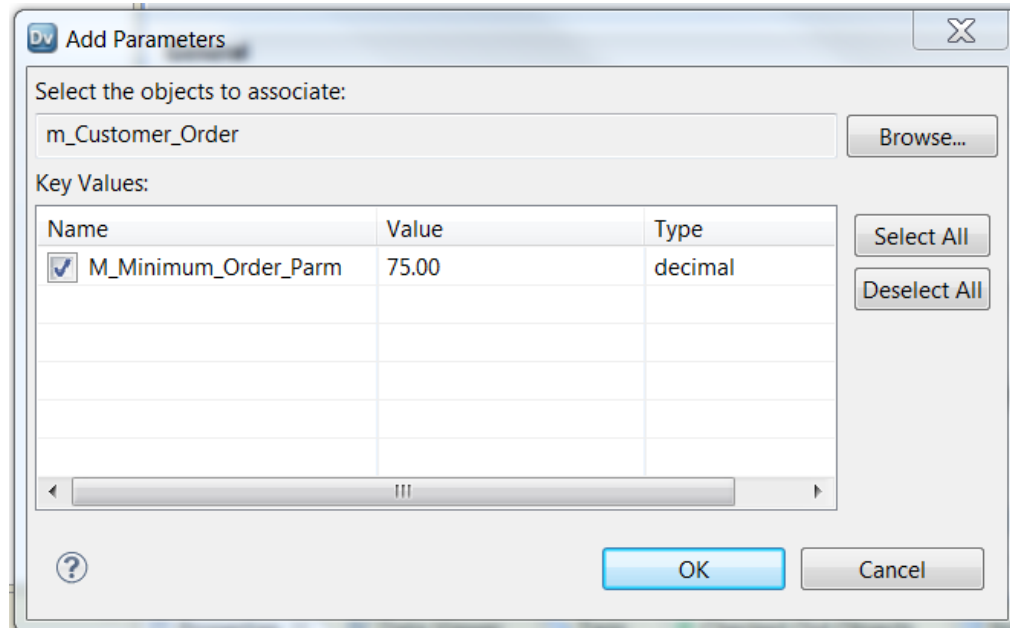 Dv Add Parameters
Select the objects to associate:
m_Customer_Order
Browse...
Key Values:
Name Value Type
Select All
M_Minimum_Order_Parm 75.00 decimal
Deselect All
OK
Cancel